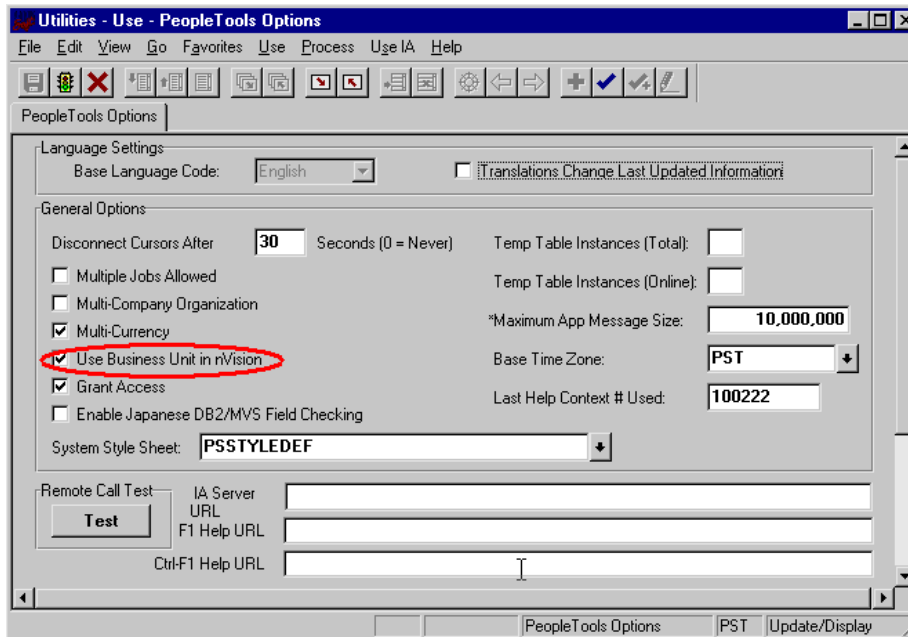 Utilities - Use - PeopleTools Options
File Edit View Go Favorites Use Process Use IA Help
PeopleTools Options
Language Settings
Base Language Code: English Translations Change Last Updated Information
General Options
Disconnect Cursors After 30 Seconds (0 = Never) Temp Table Instances (Total):
Multiple Jobs Allowed Temp Table Instances (Online):
Multi-Company Organization
Multi-Currency *Maximum App Message Size: 10,000,000
Use Business Unit in nVision Base Time Zone: PST
Grant Access Last Help Context # Used: 100222
Enable Japanese DB2/MVS Field Checking
System Style Sheet: PSSTYLEDEF
Remote Call Test IA Server
URL
Test
F1 Help URL
Ctrl-F1 Help URL
PeopleTools Options PST Update/Display